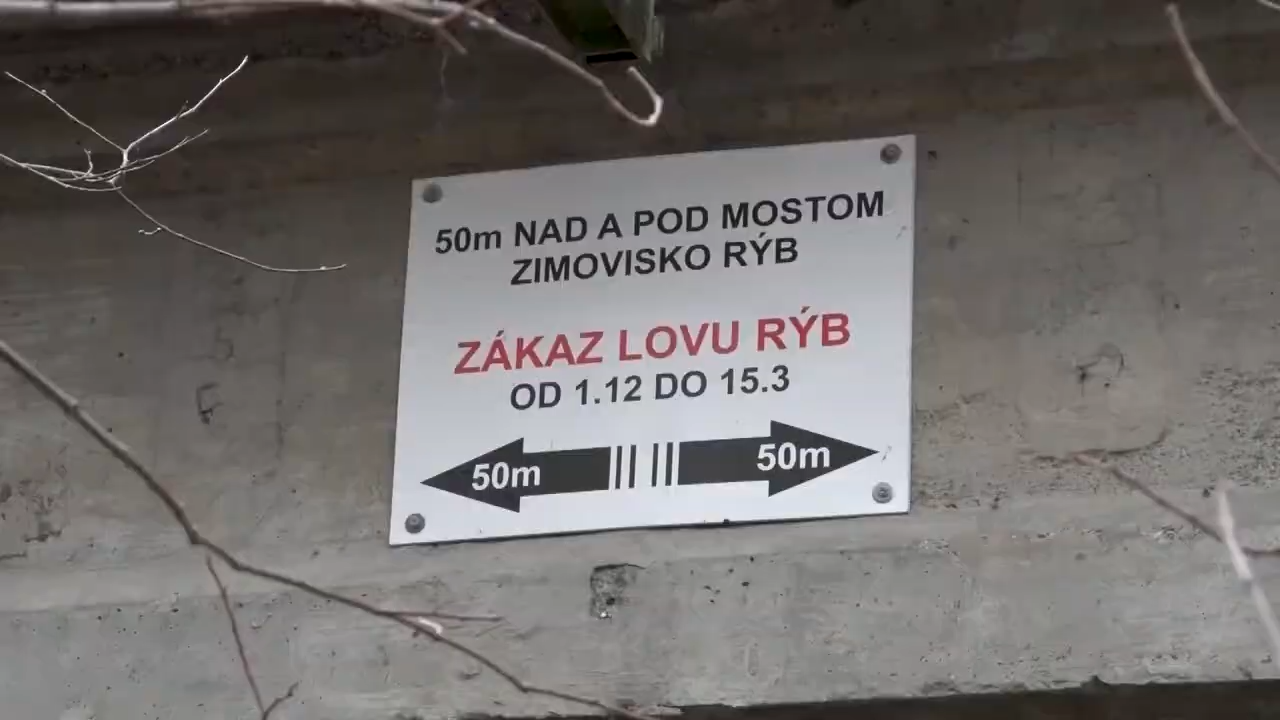 50m NAD A POD MOSTOM
ZIMOVISKO RÝB
ZÁKAZ LOVU RÝB
OD 1.12 DO 15.3
50m 50m